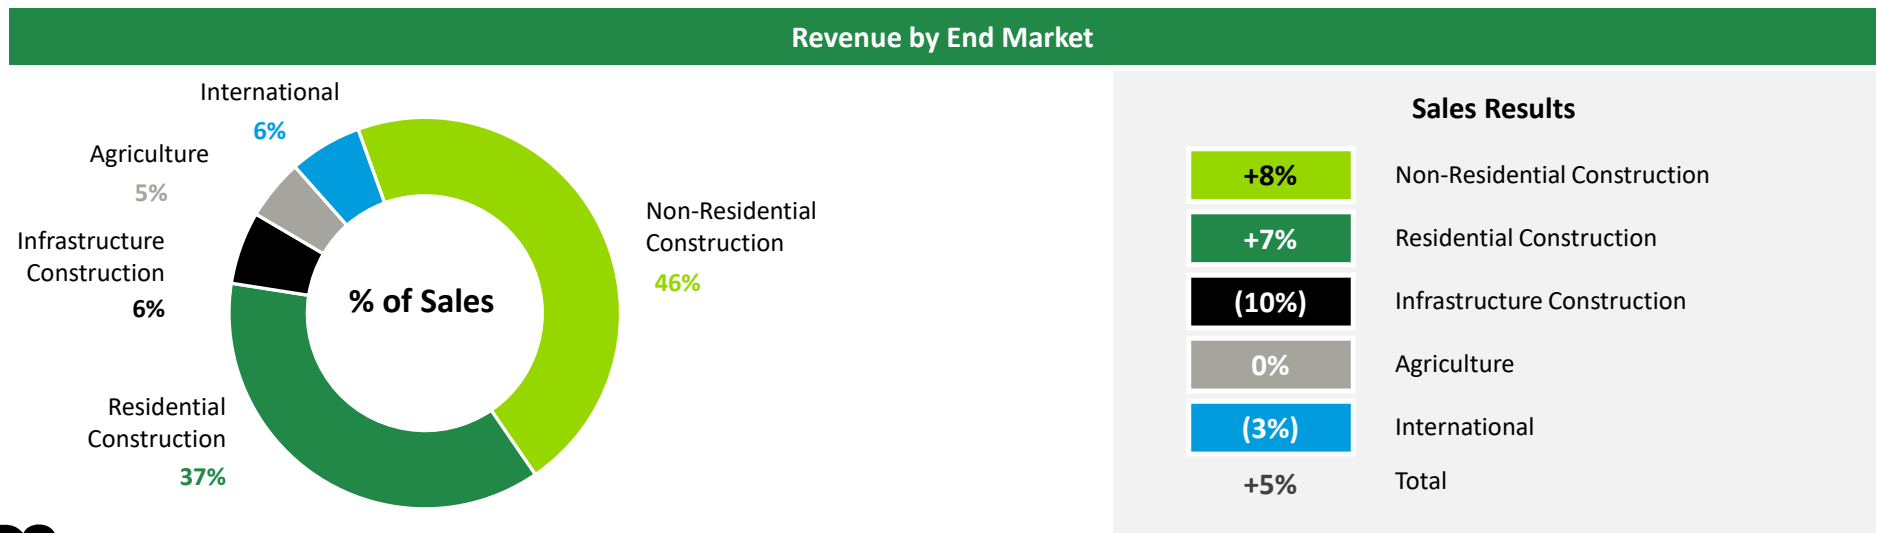 Revenue by End Market
International
6%
Agriculture
5%
Infrastructure
Construction
6%
Residential
Construction
37%
% of Sales
Non-Residential
Construction
46%
Sales Results
+8% Non-Residential Construction
+7% Residential Construction
(10%) Infrastructure Construction
0% Agriculture
(3%) International
+5% Total